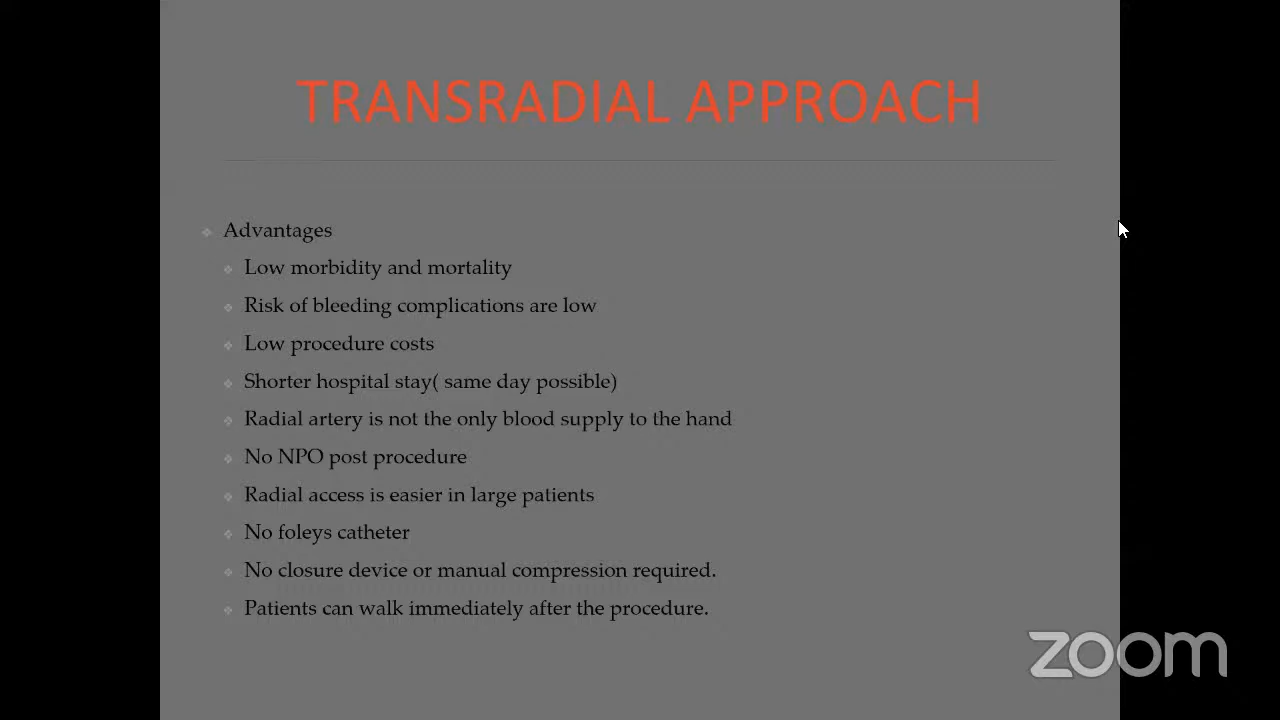 TRANSRADIAL APPROACH
Advantages
Low morbidity and mortality
Risk of bleeding complications are low
Low procedure costs
Shorter hospital stay( same day possible)
Radial artery is not the only blood supply to the hand
No NPO post procedure
Radial access is easier in large patients
No foleys catheter
No closure device or manual compression required.
Patients can walk immediately after the procedure.
zoom